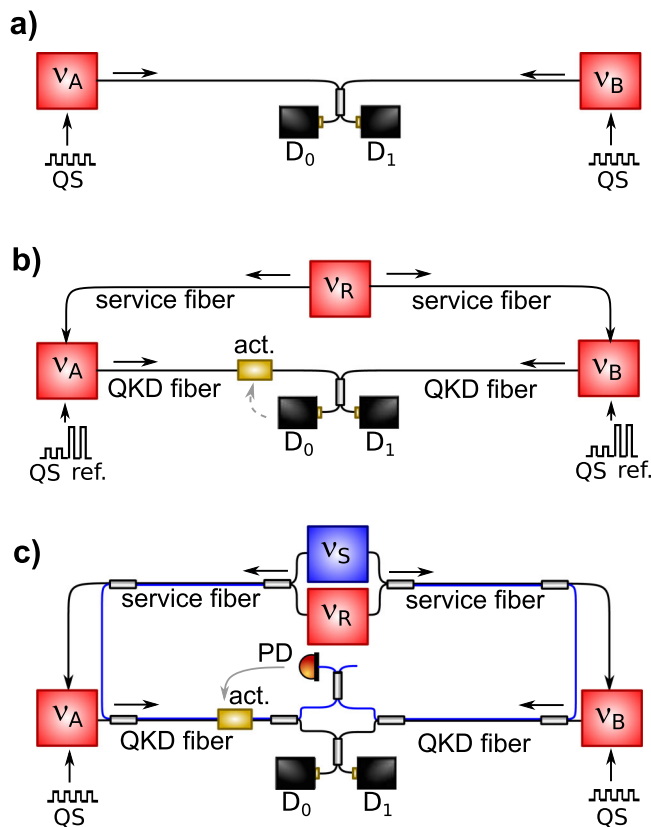 a)
νA νB
QS D0 D1 QS
b)
νR
service fiber service fiber
νA act. νB
QKD fiber QKD fiber
D0 D1
QS ref. QS ref.
c)
νS
service fiber νR service fiber
PD
νA act. νB
QKD fiber QKD fiber
QS D0 D1 QS